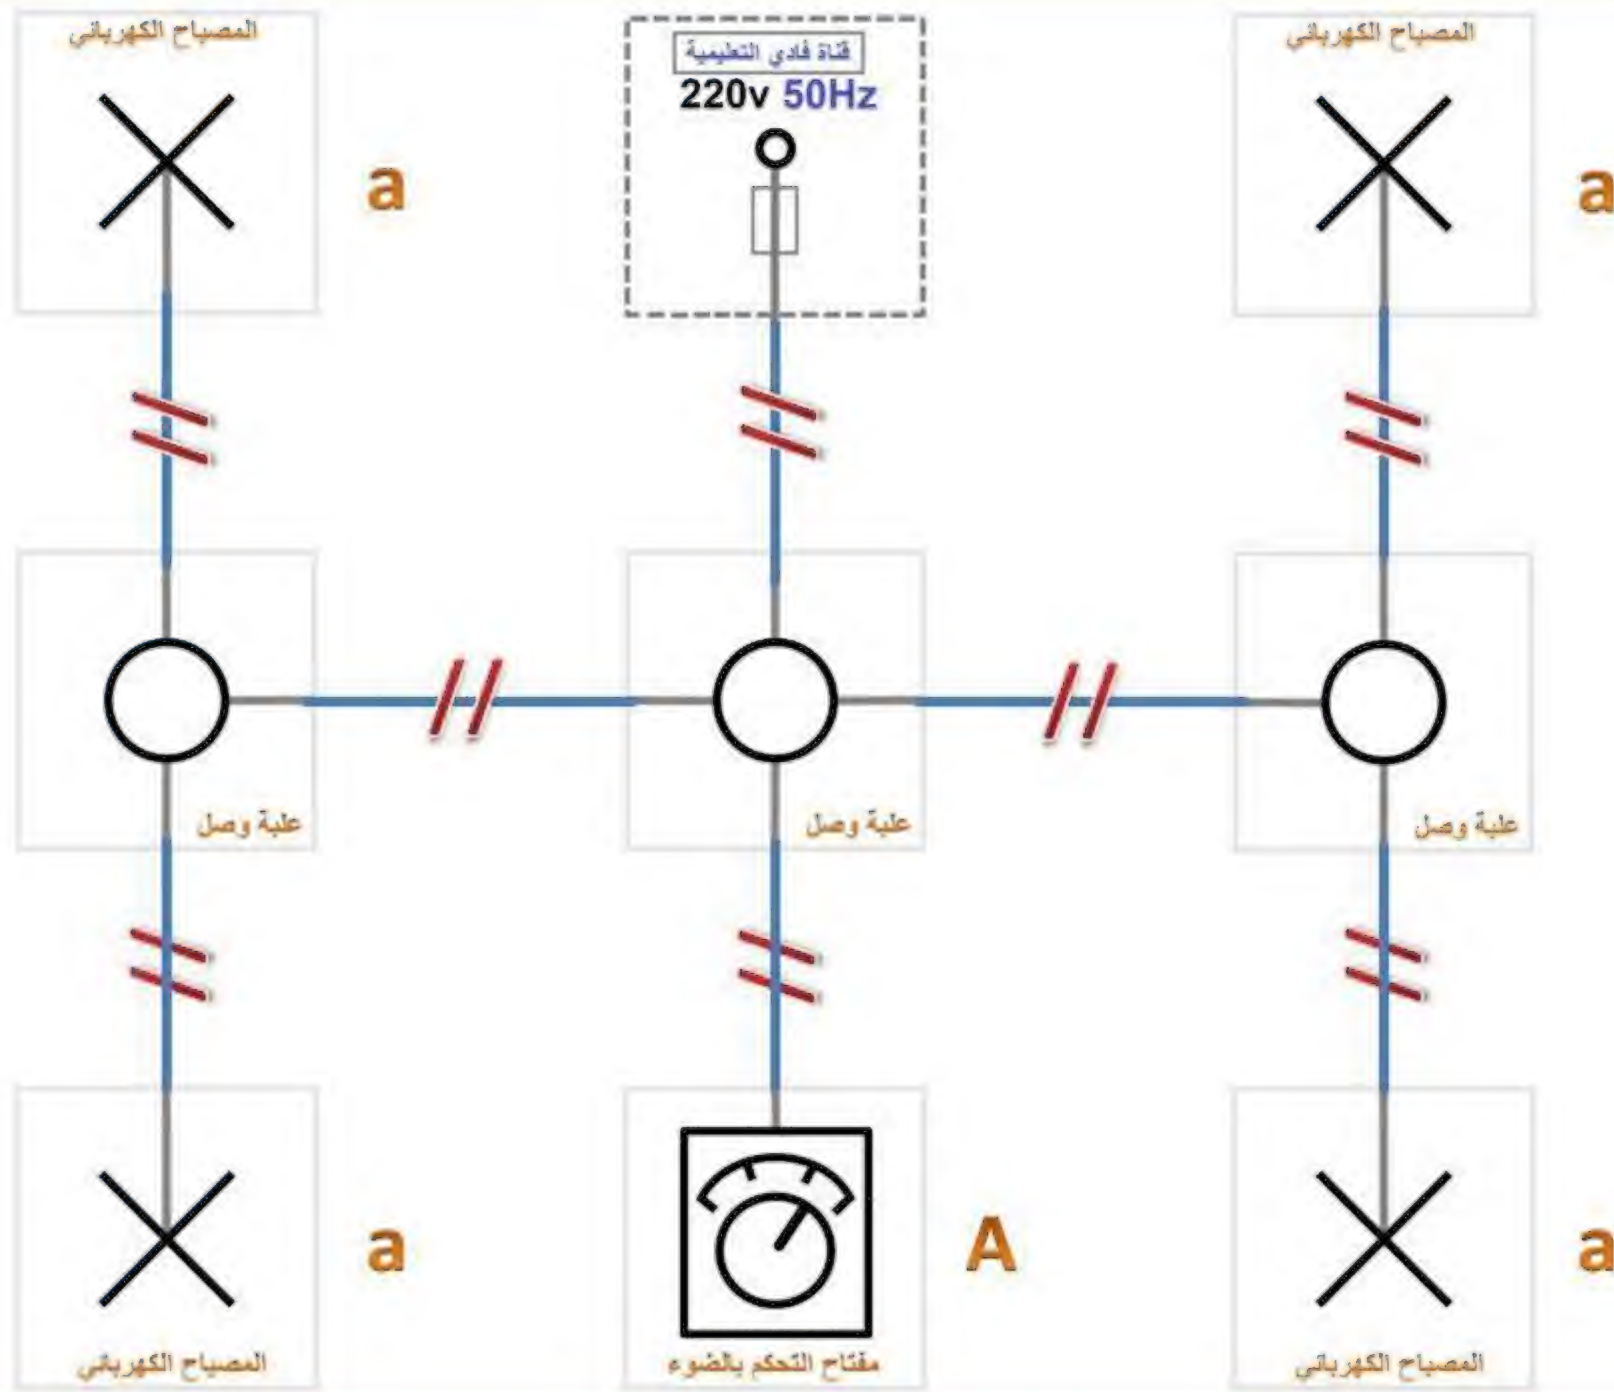 المصباح الكهربائي
قناة فادي التعليمية
المصباح الكهربائي
220v 50Hz
a
a
علبة وصل
علبة وصل
علبة وصل
a
A
a
المصباح الكهربائي
مفتاح التحكم بالضوء
المصباح الكهربائي